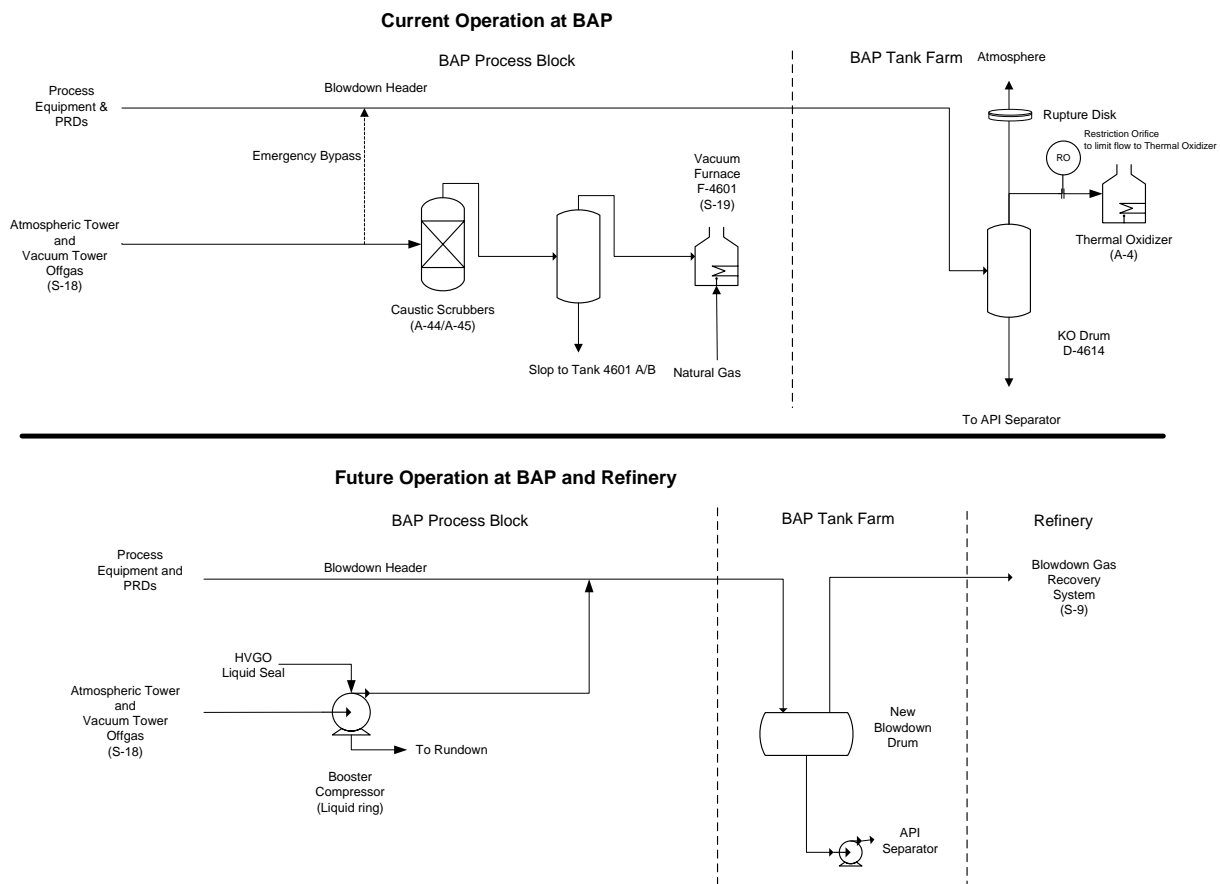 Current Operation at BAP
BAP Process Block
BAP Tank Farm
Atmosphere
Process
Equipment &
PRDs
Blowdown Header
Rupture Disk
Restriction Orifice
to limit flow to Thermal Oxidizer
RO
Emergency Bypass
Vacuum
Furnace
F-4601
(S-19)
Atmospheric Tower
and
Vacuum Tower
Offgas
(S-18)
Thermal Oxidizer
(A-4)
Caustic Scrubbers
(A-44/A-45)
KO Drum
D-4614
Slop to Tank 4601 A/B
Natural Gas
To API Separator
Future Operation at BAP and Refinery
BAP Process Block
BAP Tank Farm
Refinery
Process
Equipment and
PRDs
Blowdown Header
Blowdown Gas
Recovery
System
(S-9)
HVGO
Liquid Seal
Atmospheric Tower
and
Vacuum Tower
Offgas
(S-18)
To Rundown
New
Blowdown
Drum
Booster
Compressor
(Liquid ring)
API
Separator